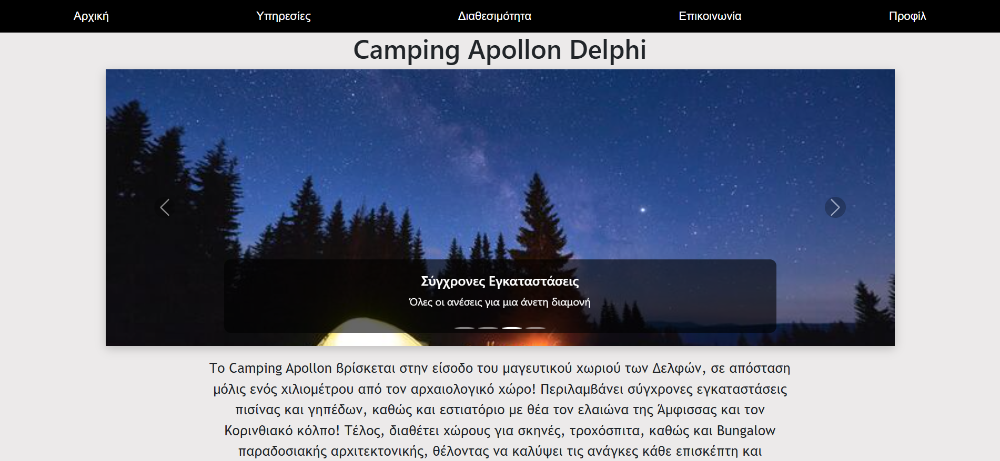 Αρχική Υπηρεσίες Διαθεσιμότητα Επικοινωνία Προφίλ
Camping Apollon Delphi
Σύγχρονες Εγκαταστάσεις
Όλες οι ανέσεις για μια άνετη διαμονή
Το Camping Apollon βρίσκεται στην είσοδο του μαγευτικού χωριού των Δελφών, σε απόσταση
μόλις ενός χιλιομέτρου από τον αρχαιολογικό χώρο! Περιλαμβάνει σύγχρονες εγκαταστάσεις
πισίνας και γηπέδων, καθώς και εστιατόριο με θέα τον ελαιώνα της Άμφισσας και τον
Κορινθιακό κόλπο! Τέλος, διαθέτει χώρους για σκηνές, τροχόσπιτα, καθώς και Bungalow
παραδοσιακής αρχιτεκτονικής, θέλοντας να καλύψει τις ανάγκες κάθε επισκέπτη και